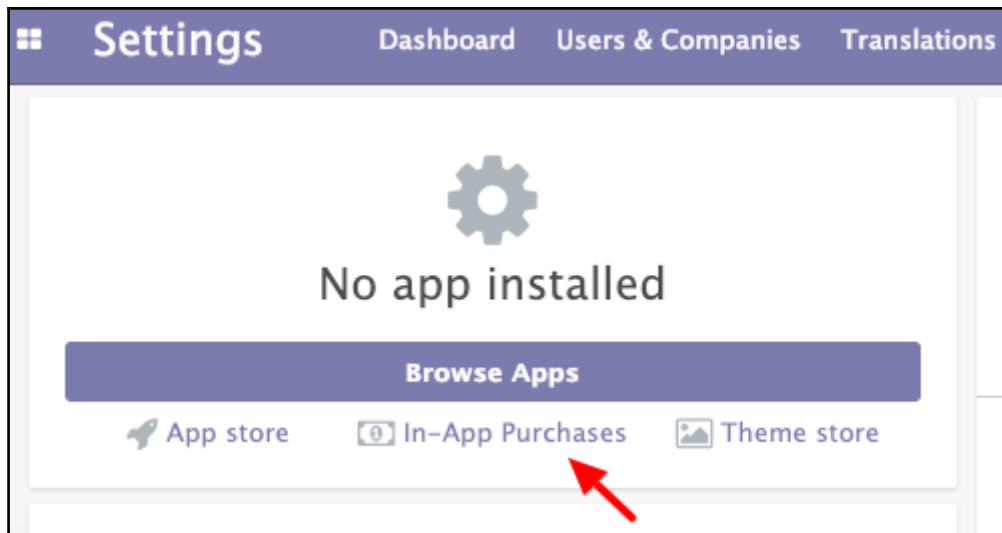 Settings Dashboard Users & Companies Translations
No app installed
Browse Apps
App store In-App Purchases Theme store